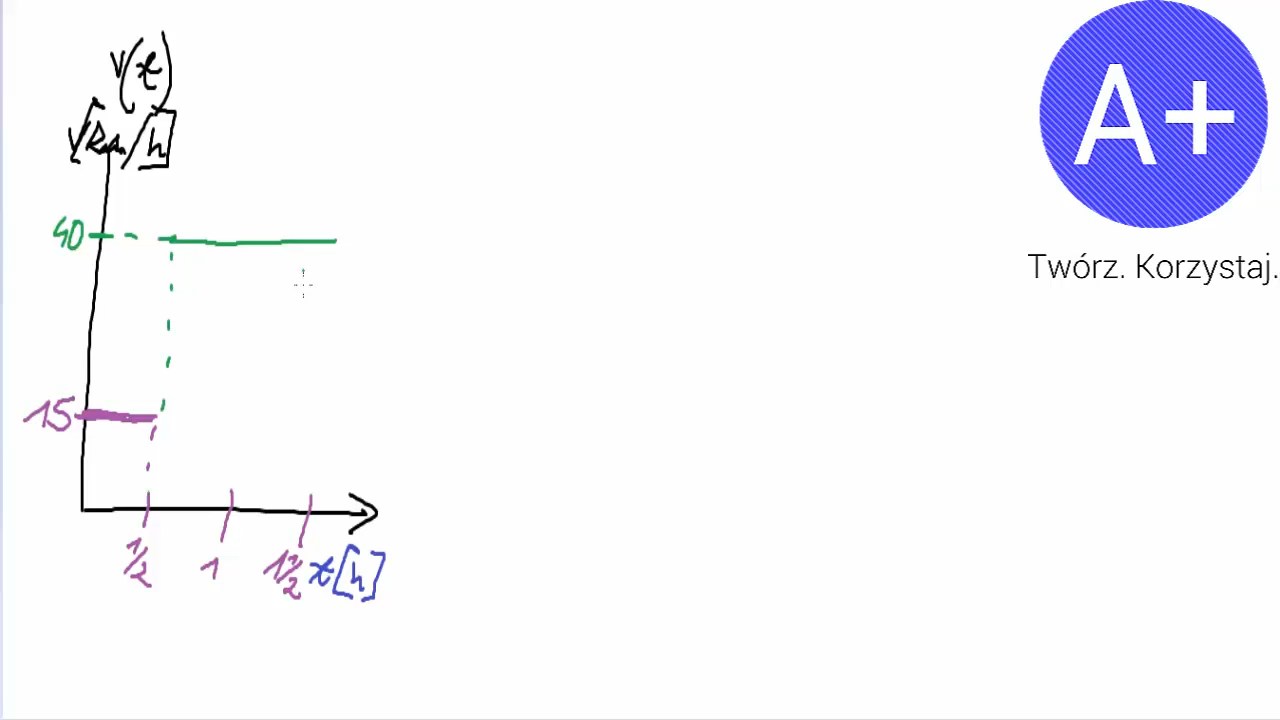 v(t)
[km/h]
40
15
1/2
1
1 1/2
t[h]
A+
Twórz. Korzystaj.